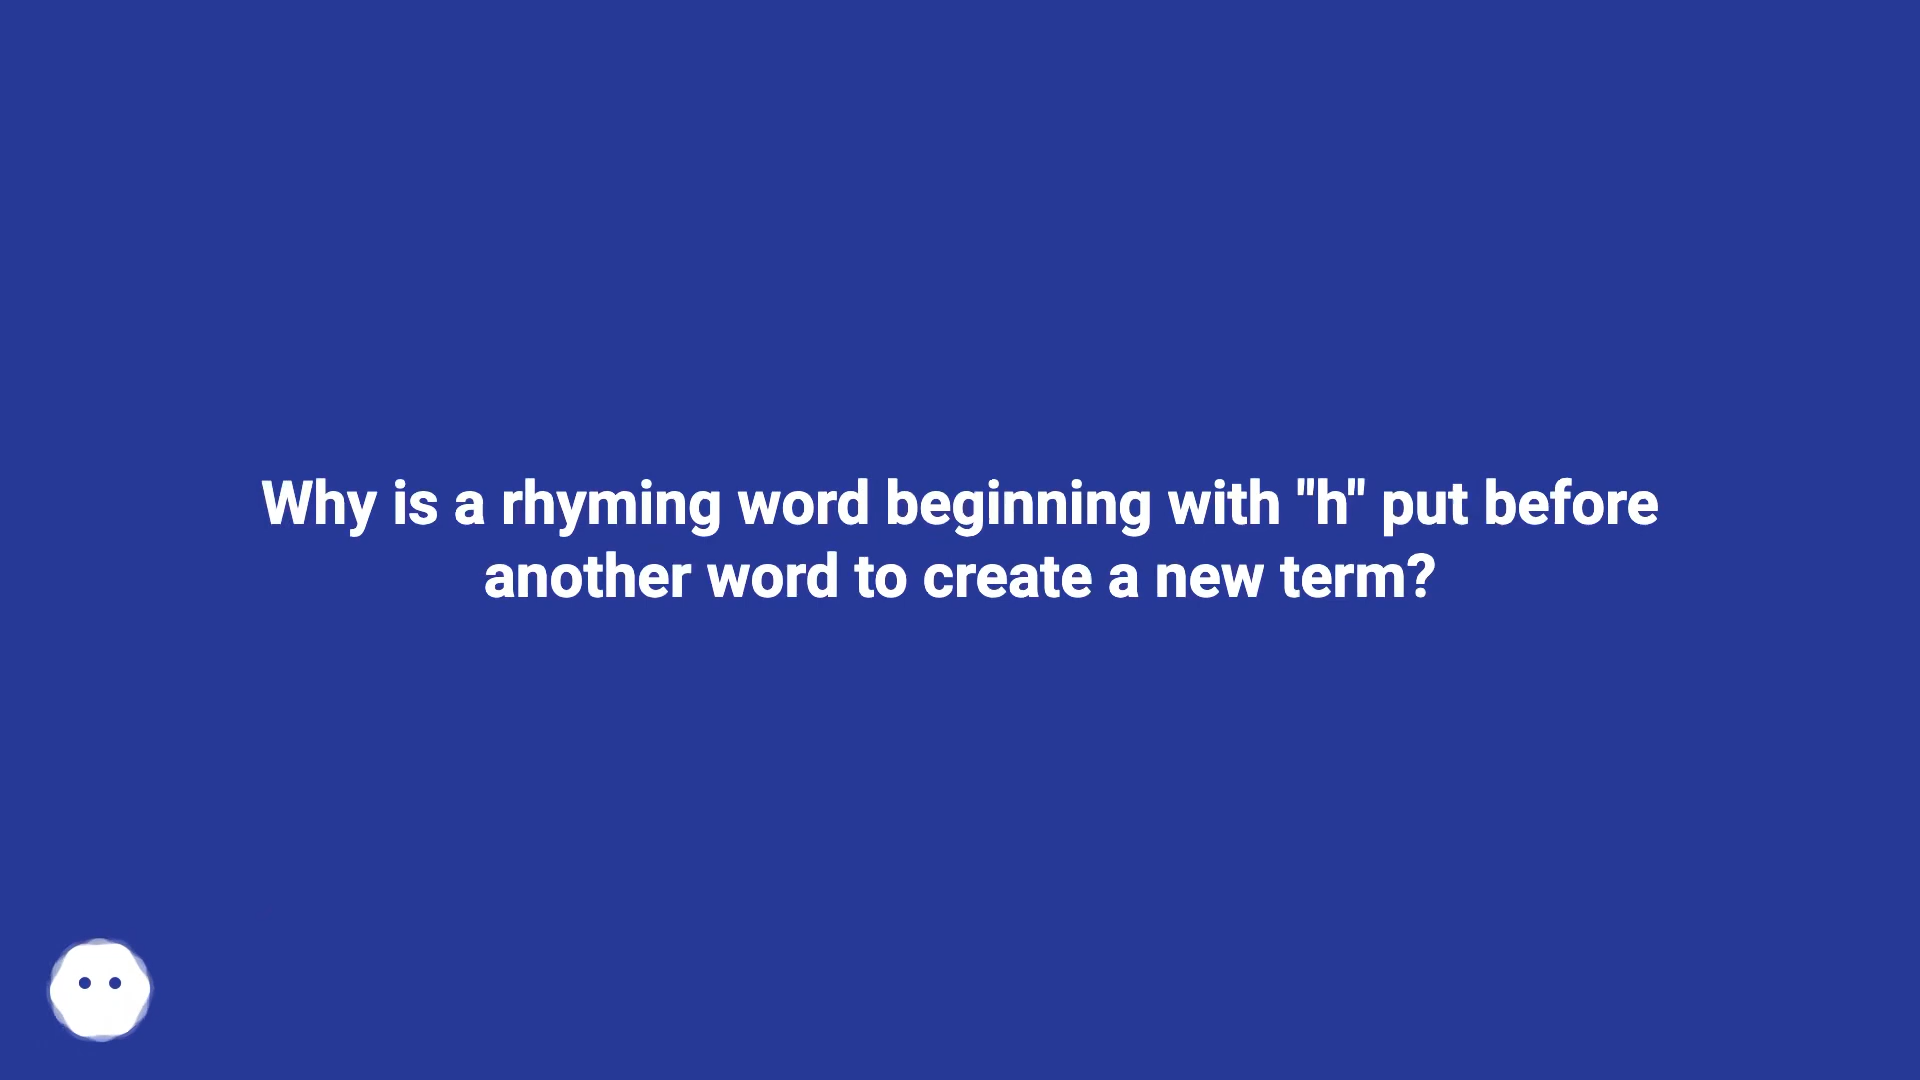 Why is a rhyming word beginning with "h" put before
another word to create a new term?